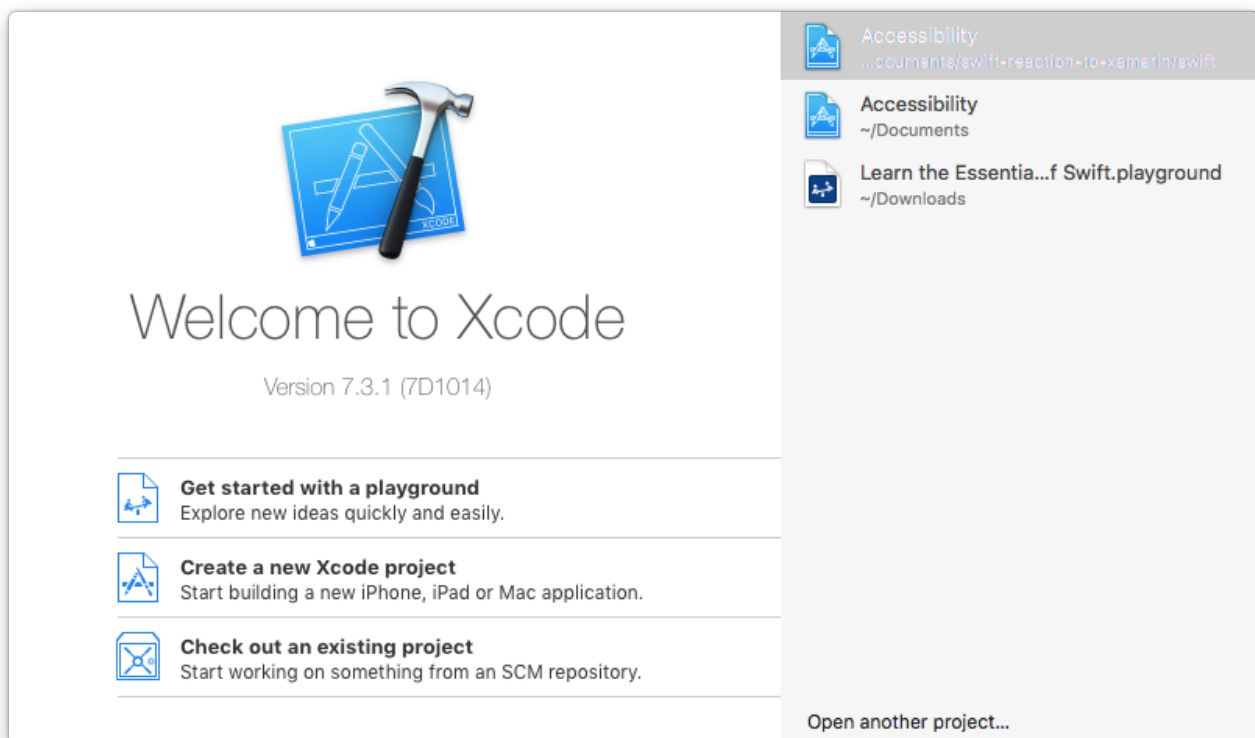 XCODE
Welcome to Xcode
Version 7.3.1 (7D1014)
Get started with a playground
Explore new ideas quickly and easily.
Create a new Xcode project
Start building a new iPhone, iPad or Mac application.
Check out an existing project
Start working on something from an SCM repository.
Accessibility
...ocuments/swift-reaction-to-xamarin/swift
Accessibility
~/Documents
Learn the Essentia...f Swift.playground
~/Downloads
Open another project...